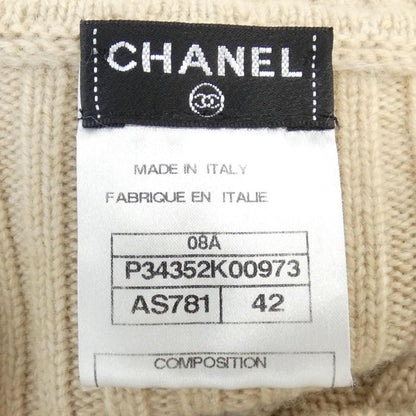 CHANEL
MADE IN ITALY
FABRIQUE EN ITALIE
08A
P34352K00973
AS781 42
COMPOSITION